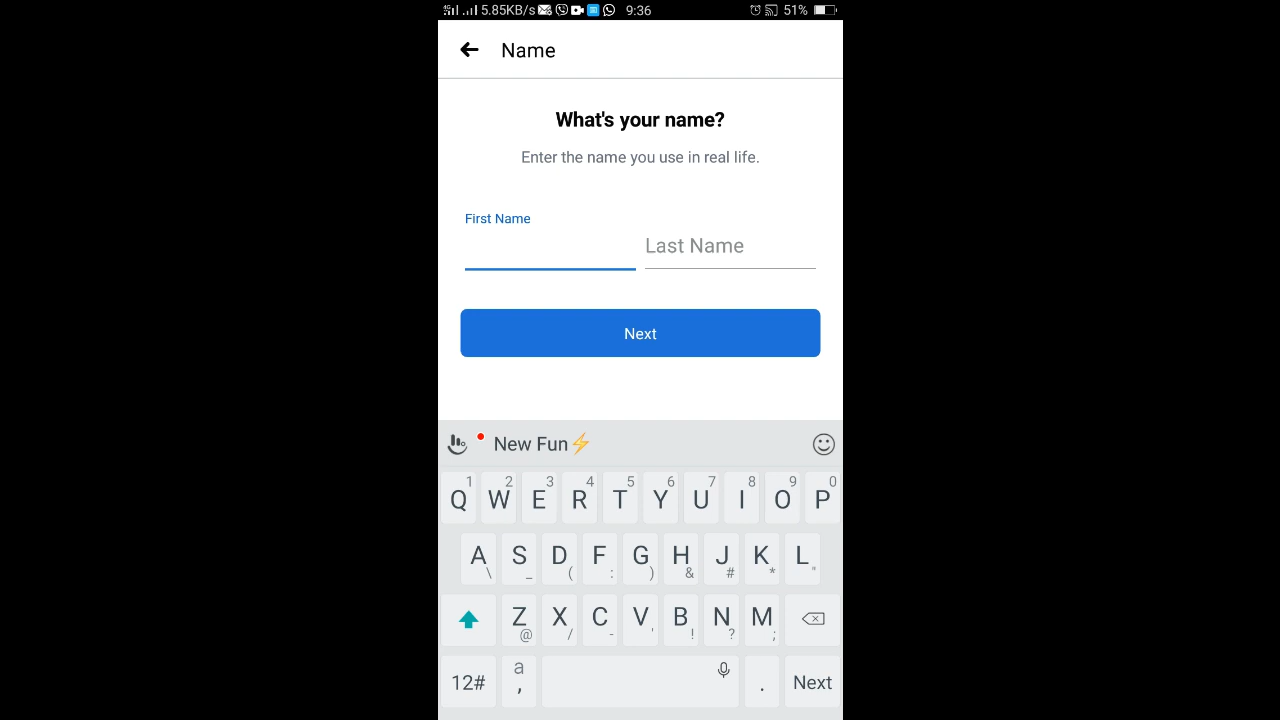 4G 5.85KB/s 9:36 51%
Name
What's your name?
Enter the name you use in real life.
First Name
Last Name
Next
New Fun⚡
1 2 3 4 5 6 7 8 9 0
Q W E R T Y U I O P
A S D F G H J K L
\ _ ( : ) & # * "
Z X C V B N M
@ / - ' ! ? ;
12# a , . Next